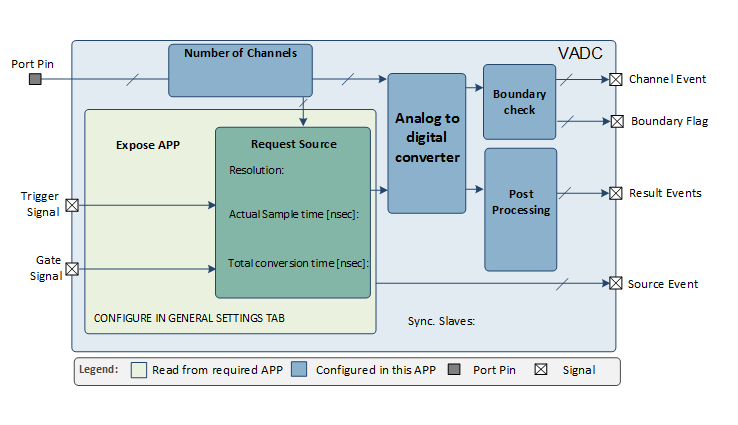 VADC
Number of Channels
Port Pin
Channel Event
Boundary
check
Boundary Flag
Analog to
digital
converter
Expose APP
Request Source
Resolution:
Trigger
Signal
Actual Sample time [nsec]:
Post
Processing
Result Events
Gate
Signal
Total conversion time [nsec]:
Source Event
CONFIGURE IN GENERAL SETTINGS TAB
Sync. Slaves:
Legend:
Read from required APP
Configured in this APP
Port Pin
Signal